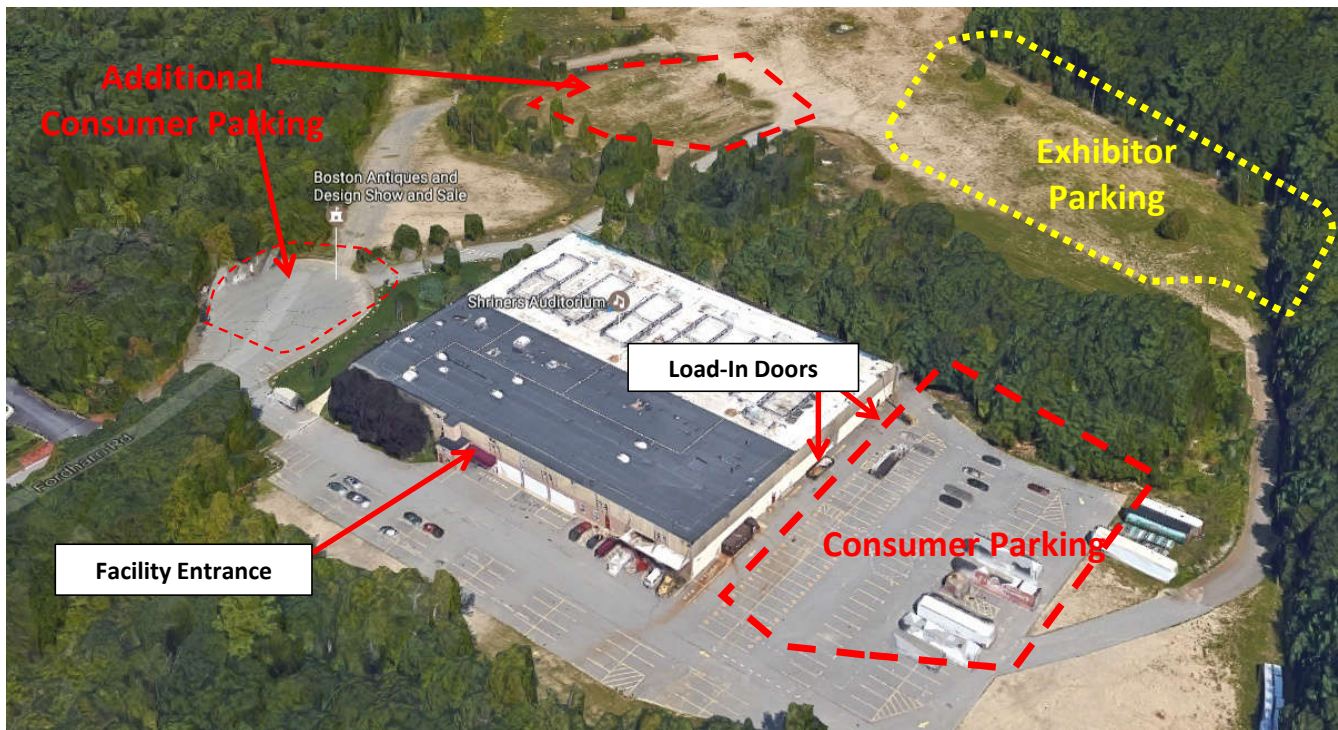 Additional
Consumer Parking
Exhibitor
Parking
Boston Antiques and
Design Show and Sale
Shriners Auditorium
Load-In Doors
Fordham Rd
Consumer Parking
Facility Entrance